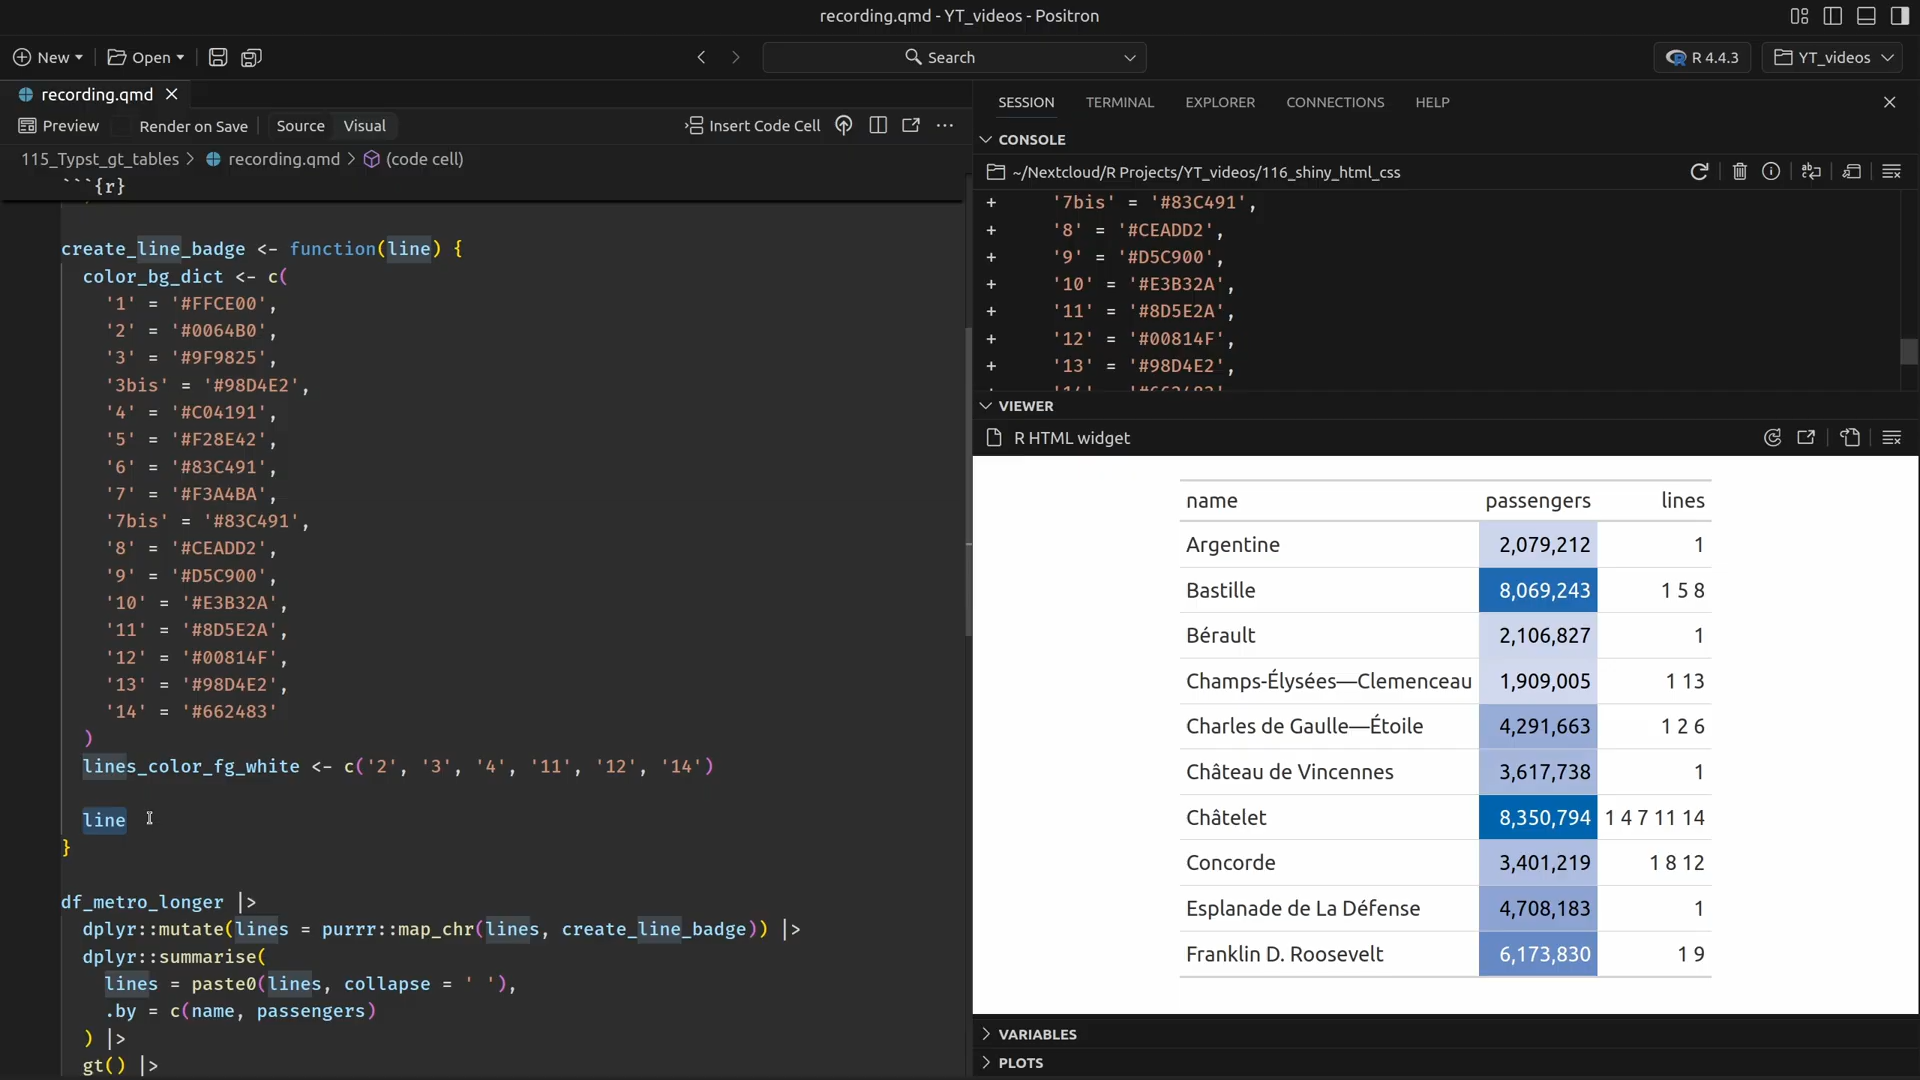 recording.qmd - YT_videos - Positron
New Open Search R 4.4.3 YT_videos
recording.qmd
Preview Render on Save Source Visual Insert Code Cell
115_Typst_gt_tables > recording.qmd > (code cell)
```{r}
create_line_badge <- function(line) {
color_bg_dict <- c(
'1' = '#FFCE00',
'2' = '#0064B0',
'3' = '#9F9825',
'3bis' = '#98D4E2',
'4' = '#C04191',
'5' = '#F28E42',
'6' = '#83C491',
'7' = '#F3A4BA',
'7bis' = '#83C491',
'8' = '#CEADD2',
'9' = '#D5C900',
'10' = '#E3B32A',
'11' = '#8D5E2A',
'12' = '#00814F',
'13' = '#98D4E2',
'14' = '#662483'
)
lines_color_fg_white <- c('2', '3', '4', '11', '12', '14')
line
}
df_metro_longer |>
dplyr::mutate(lines = purrr::map_chr(lines, create_line_badge)) |>
dplyr::summarise(
lines = paste0(lines, collapse = ' '),
.by = c(name, passengers)
) |>
gt() |>
SESSION TERMINAL EXPLORER CONNECTIONS HELP
CONSOLE
~/Nextcloud/R Projects/YT_videos/116_shiny_html_css
+ '7bis' = '#83C491',
+ '8' = '#CEADD2',
+ '9' = '#D5C900',
+ '10' = '#E3B32A',
+ '11' = '#8D5E2A',
+ '12' = '#00814F',
+ '13' = '#98D4E2',
VIEWER
R HTML widget
name passengers lines
Argentine 2,079,212 1
Bastille 8,069,243 1 5 8
Bérault 2,106,827 1
Champs-Élysées—Clemenceau 1,909,005 1 13
Charles de Gaulle—Étoile 4,291,663 1 2 6
Château de Vincennes 3,617,738 1
Châtelet 8,350,794 1 4 7 11 14
Concorde 3,401,219 1 8 12
Esplanade de La Défense 4,708,183 1
Franklin D. Roosevelt 6,173,830 1 9
VARIABLES
PLOTS